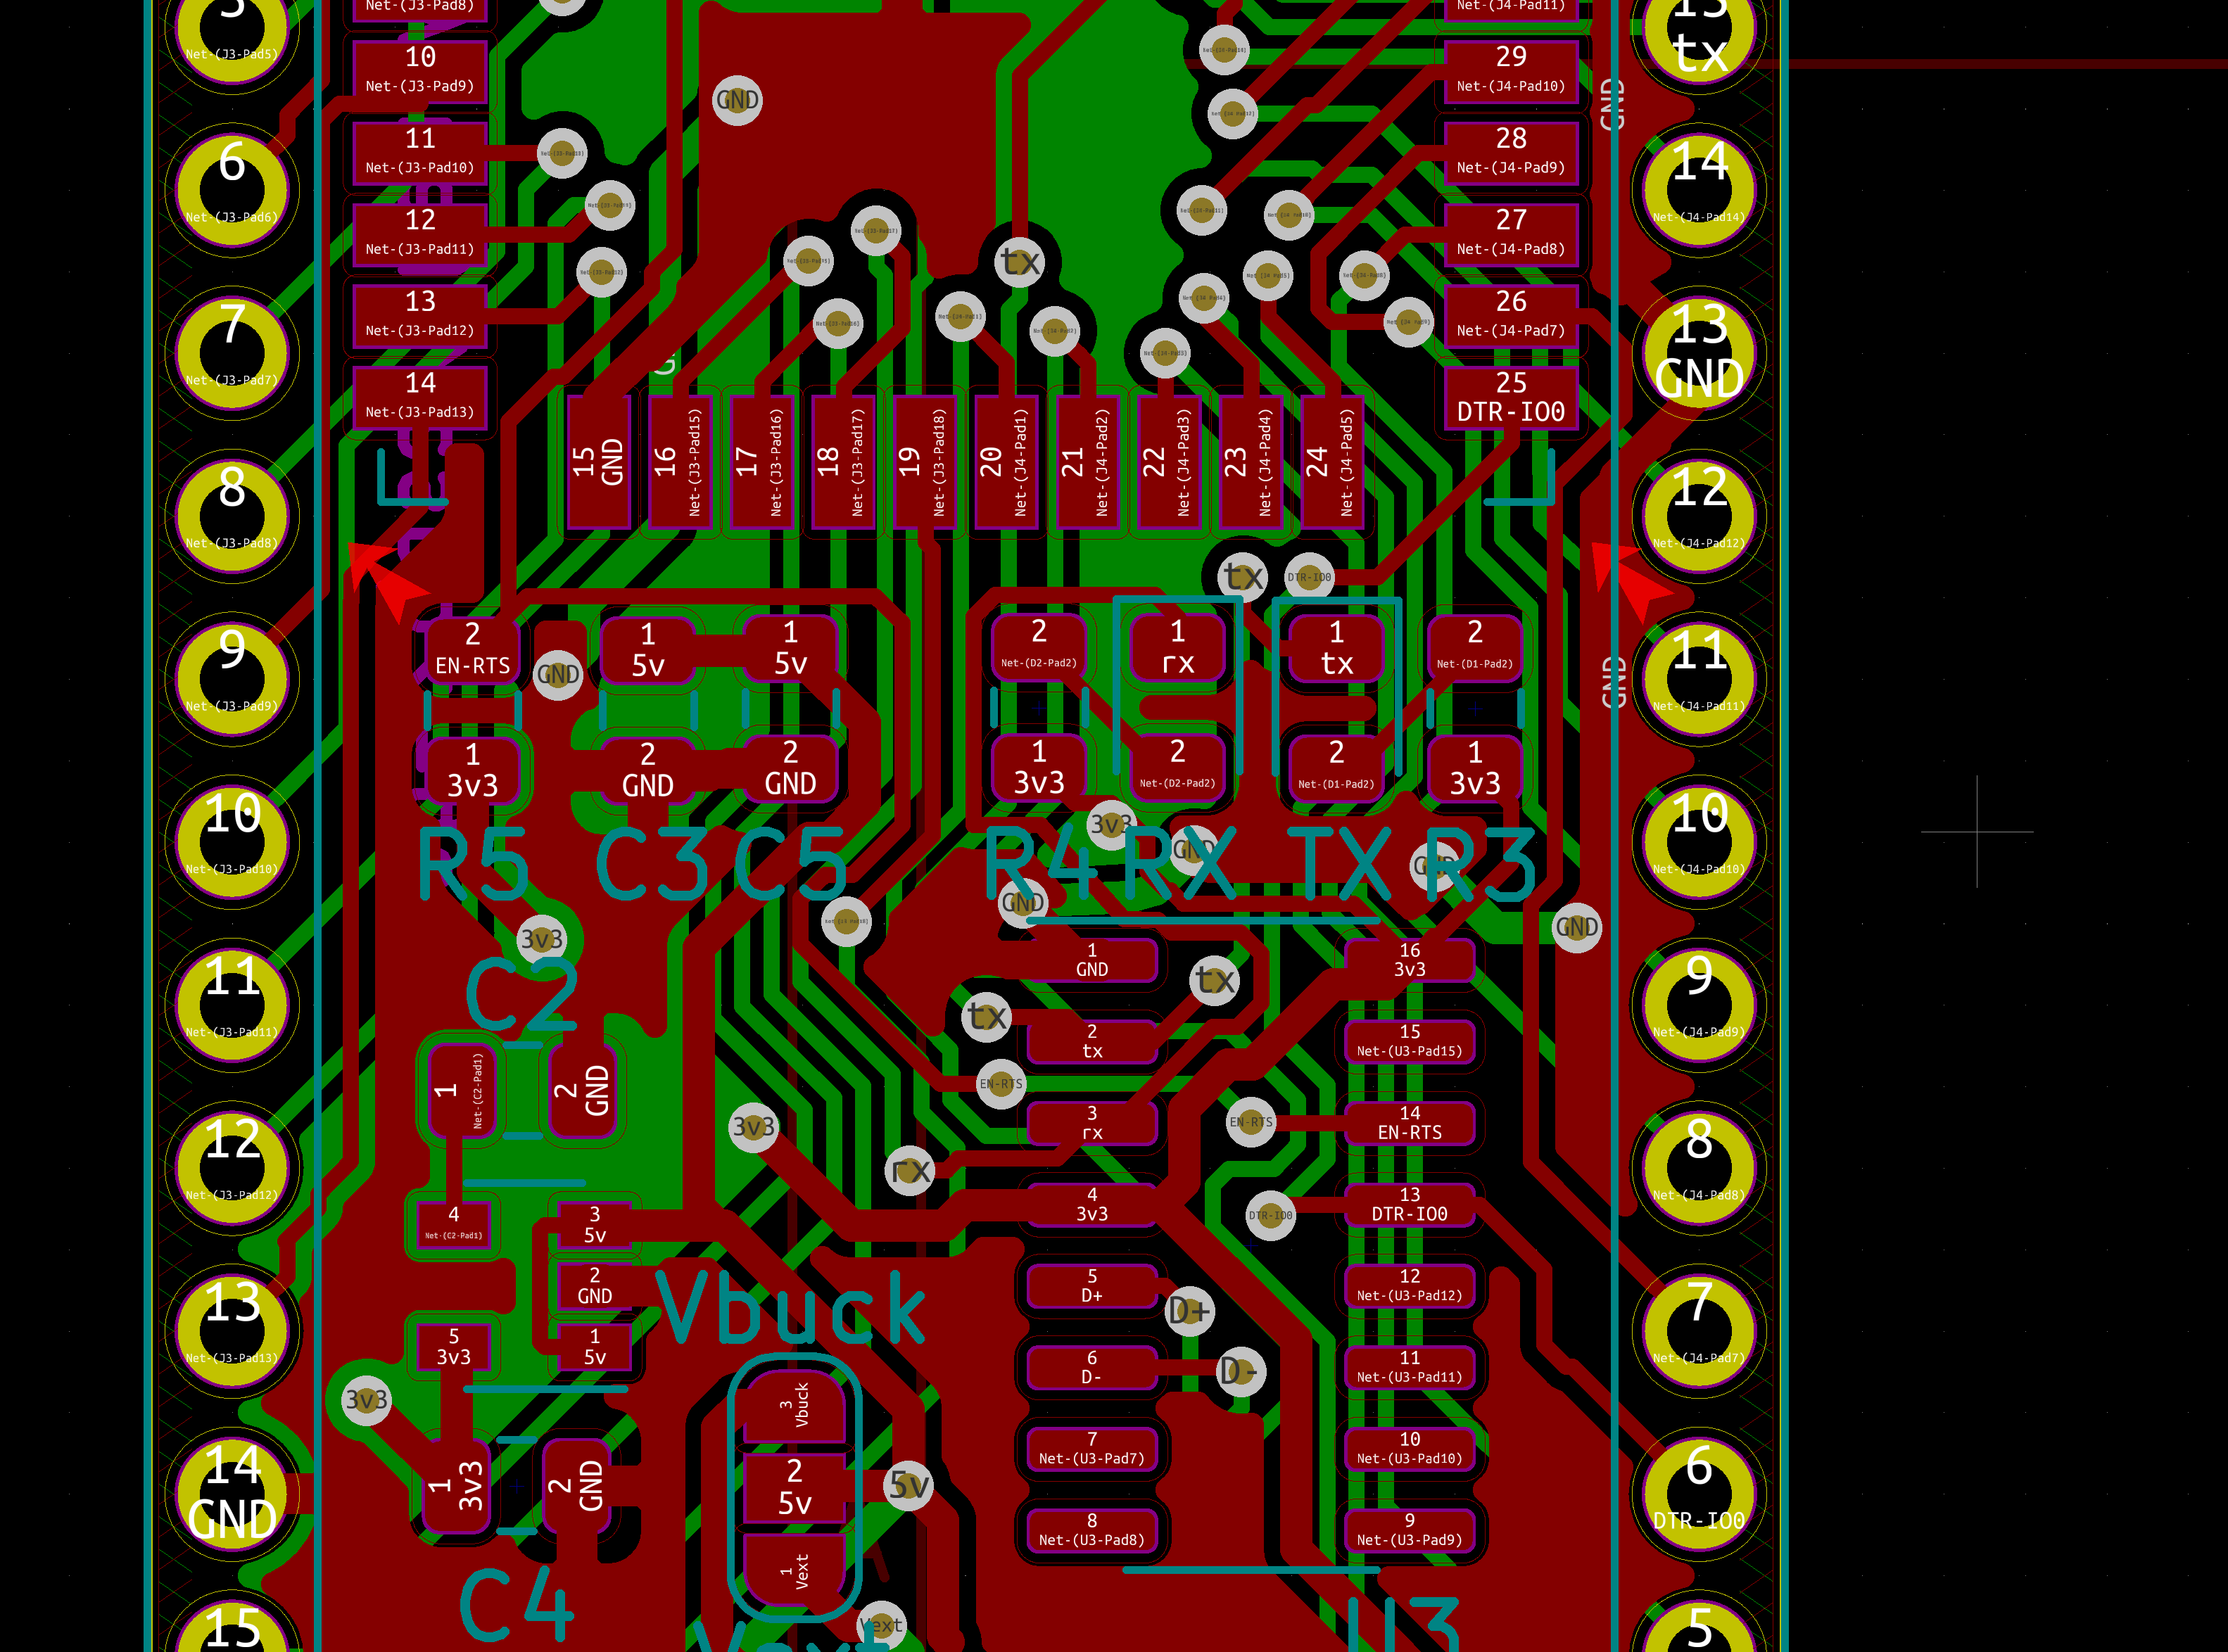 5
Net-(J3-Pad5)
6
Net-(J3-Pad6)
7
Net-(J3-Pad7)
8
Net-(J3-Pad8)
9
Net-(J3-Pad9)
10
Net-(J3-Pad10)
11
Net-(J3-Pad11)
12
Net-(J3-Pad12)
13
Net-(J3-Pad13)
14
GND
15
Net-(J3-Pad8)
10
Net-(J3-Pad9)
11
Net-(J3-Pad10)
12
Net-(J3-Pad11)
13
Net-(J3-Pad12)
14
Net-(J3-Pad13)
GND
tx
15
GND
16
Net-(J3-Pad15)
17
Net-(J3-Pad16)
18
Net-(J3-Pad17)
19
Net-(J3-Pad18)
20
Net-(J4-Pad1)
21
Net-(J4-Pad2)
22
Net-(J4-Pad3)
23
Net-(J4-Pad4)
24
Net-(J4-Pad5)
Net-(J4-Pad11)
29
Net-(J4-Pad10)
28
Net-(J4-Pad9)
27
Net-(J4-Pad8)
26
Net-(J4-Pad7)
25
DTR-IO0
GND
GND
tx
DTR-IO0
2
EN-RTS
GND
1
5v
1
5v
2
Net-(D2-Pad2)
1
rx
1
tx
2
Net-(D1-Pad2)
1
3v3
2
GND
2
GND
1
3v3
2
Net-(D2-Pad2)
2
Net-(D1-Pad2)
1
3v3
3v3
GND
GND
GND
GND
R5
C3
C5
R4
RX
TX
R3
3v3
C2
1
Net-(C2-Pad1)
2
GND
4
Net-(C2-Pad1)
3
5v
2
GND
5
3v3
1
5v
3v3
1
3v3
2
GND
C4
3v3
tx
tx
EN-RTS
EN-RTS
rx
DTR-IO0
D+
D-
Vbuck
3
Vbuck
2
5v
1
Vext
5v
Vext
Vext
1
GND
2
tx
3
rx
4
3v3
5
D+
6
D-
7
Net-(U3-Pad7)
8
Net-(U3-Pad8)
16
3v3
15
Net-(U3-Pad15)
14
EN-RTS
13
DTR-IO0
12
Net-(U3-Pad12)
11
Net-(U3-Pad11)
10
Net-(U3-Pad10)
9
Net-(U3-Pad9)
U3
15
tx
14
Net-(J4-Pad14)
13
GND
12
Net-(J4-Pad12)
11
Net-(J4-Pad11)
10
Net-(J4-Pad10)
9
Net-(J4-Pad9)
8
Net-(J4-Pad8)
7
Net-(J4-Pad7)
6
DTR-IO0
5